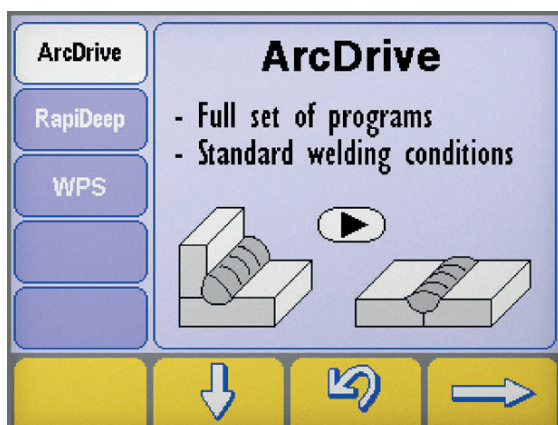 ArcDrive
RapiDeep
WPS
ArcDrive
- Full set of programs
- Standard welding conditions